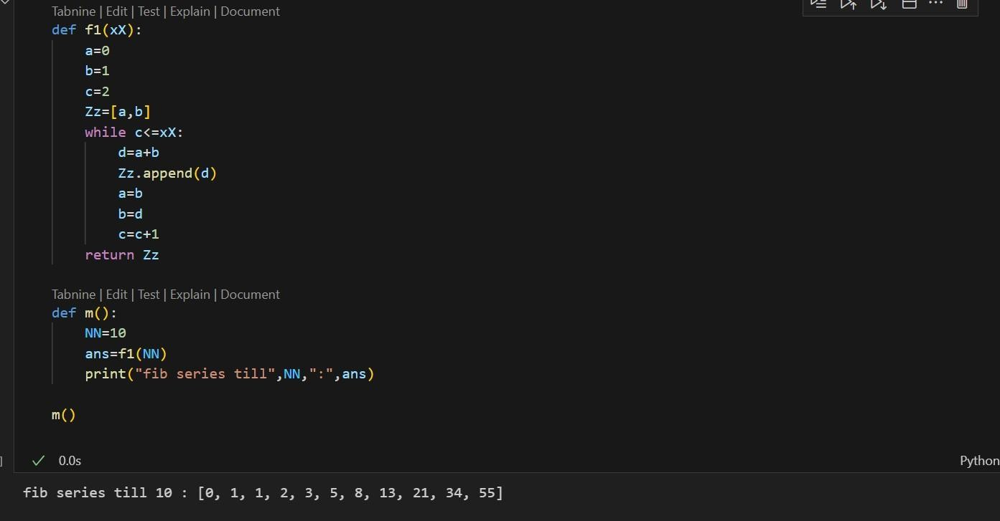 Tabnine | Edit | Test | Explain | Document
def f1(xX):
    a=0
    b=1
    c=2
    Zz=[a,b]
    while c<=xX:
        d=a+b
        Zz.append(d)
        a=b
        b=d
        c=c+1
    return Zz
Tabnine | Edit | Test | Explain | Document
def m():
    NN=10
    ans=f1(NN)
    print("fib series till",NN,":",ans)
m()
] ✓ 0.0s Python
fib series till 10 : [0, 1, 1, 2, 3, 5, 8, 13, 21, 34, 55]